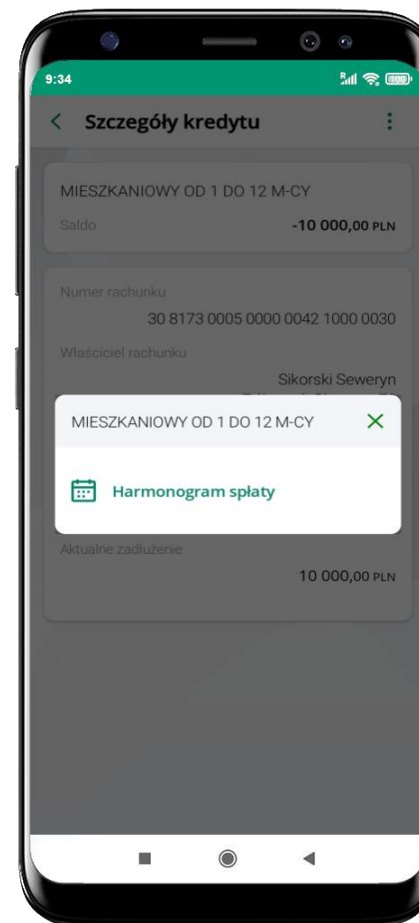 9:34
Szczegóły kredytu
MIESZKANIOWY OD 1 DO 12 M-CY
Saldo -10 000,00 PLN
Numer rachunku
30 8173 0005 0000 0042 1000 0030
Właściciel rachunku
Sikorski Seweryn
MIESZKANIOWY OD 1 DO 12 M-CY
Harmonogram spłaty
Aktualne zadłużenie
10 000,00 PLN